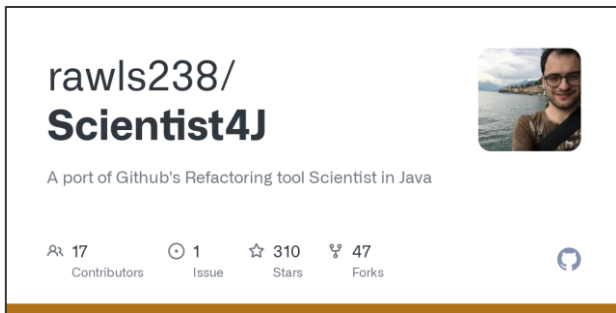 rawls238/
Scientist4J
A port of Github's Refactoring tool Scientist in Java
17
Contributors
1
Issue
310
Stars
47
Forks